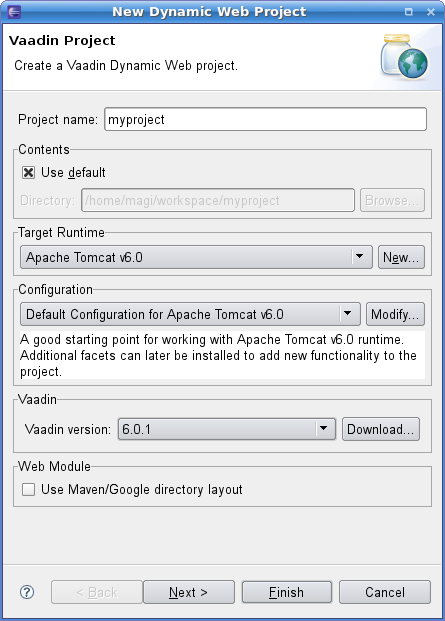 New Dynamic Web Project
Vaadin Project
Create a Vaadin Dynamic Web project.
Project name: myproject
Contents
Use default
Directory: /home/magi/workspace/myproject Browse...
Target Runtime
Apache Tomcat v6.0 New...
Configuration
Default Configuration for Apache Tomcat v6.0 Modify...
A good starting point for working with Apache Tomcat v6.0 runtime.
Additional facets can later be installed to add new functionality to the
project.
Vaadin
Vaadin version: 6.0.1 Download...
Web Module
Use Maven/Google directory layout
? < Back Next > Finish Cancel